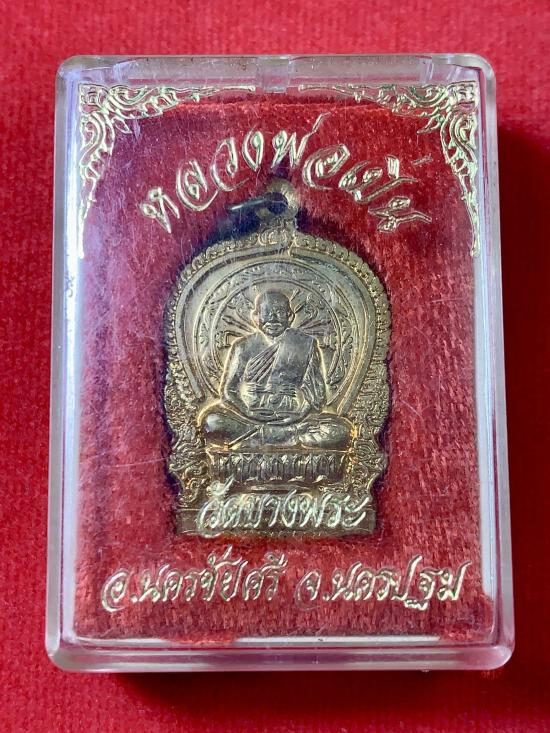 หลวงพ่อเปิ่น
วัดบางพระ
อ.นครชัยศรี จ.นครปฐม